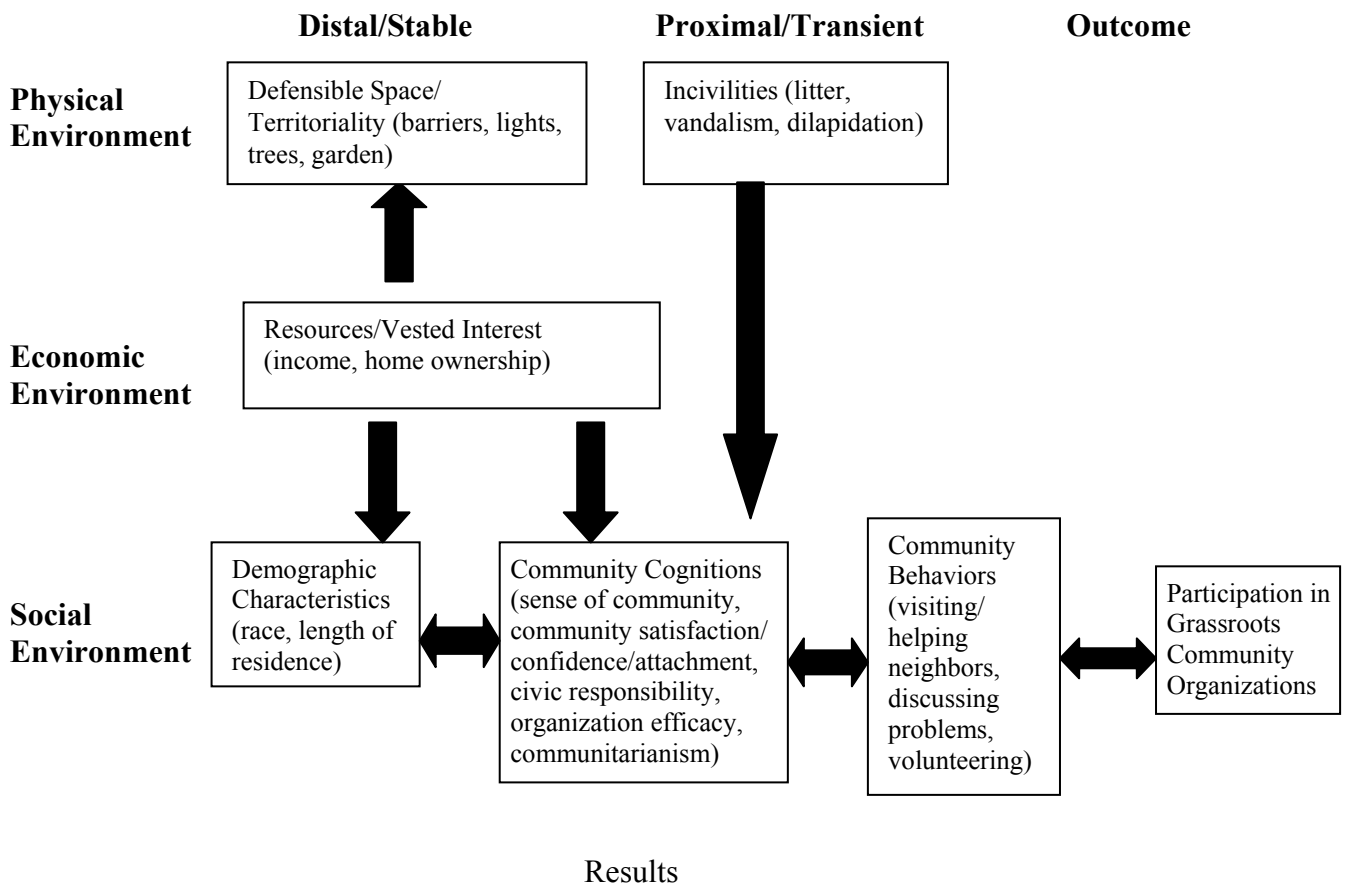 Distal/Stable
Proximal/Transient
Outcome
Physical
Environment
Defensible Space/
Territoriality (barriers, lights,
trees, garden)
Incivilities (litter,
vandalism, dilapidation)
Economic
Environment
Resources/Vested Interest
(income, home ownership)
Social
Environment
Demographic
Characteristics
(race, length of
residence)
Community Cognitions
(sense of community,
community satisfaction/
confidence/attachment,
civic responsibility,
organization efficacy,
communitarianism)
Community
Behaviors
(visiting/
helping
neighbors,
discussing
problems,
volunteering)
Participation in
Grassroots
Community
Organizations
Results